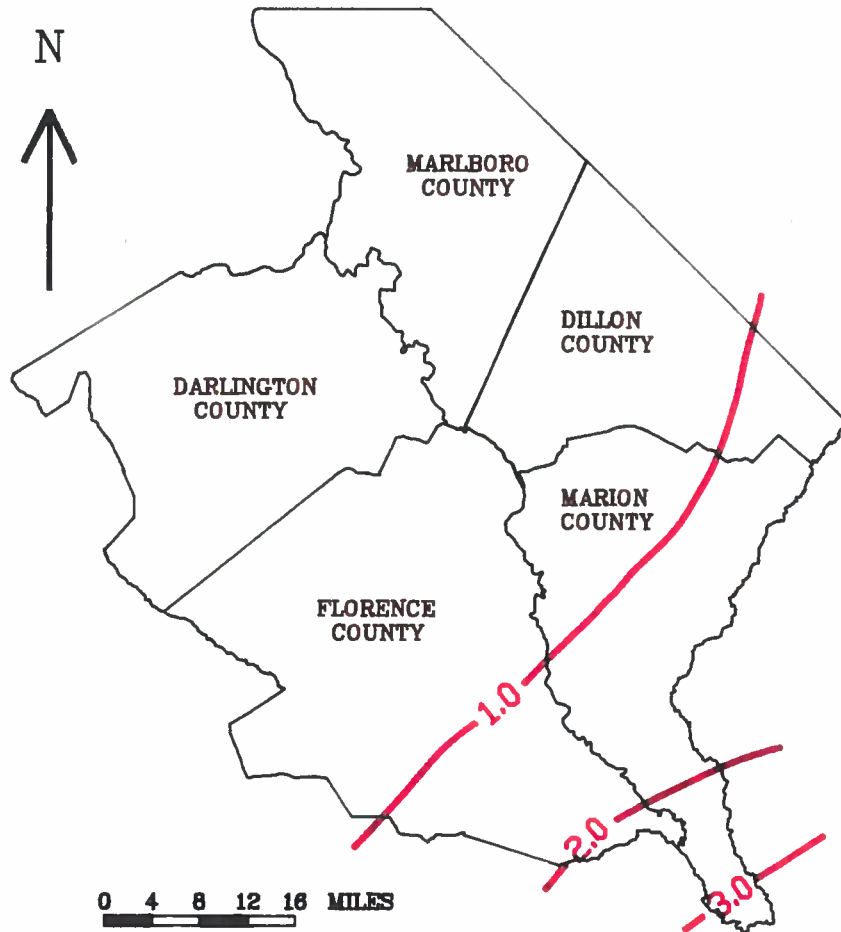 N
MARLBORO
COUNTY
DILLON
COUNTY
DARLINGTON
COUNTY
MARION
COUNTY
FLORENCE
COUNTY
1.0
2.0
3.0
0 4 8 12 16 MILES